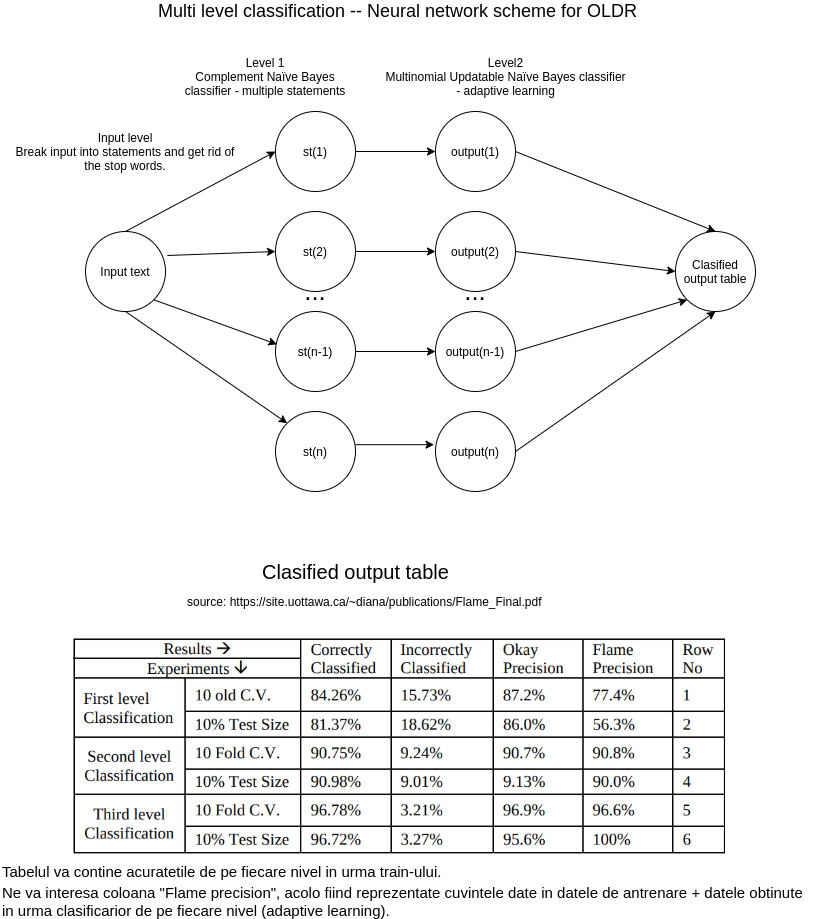 Multi level classification -- Neural network scheme for OLDR
Level 1
Complement Naïve Bayes
classifier - multiple statements
Level2
Multinomial Updatable Naïve Bayes classifier
- adaptive learning
Input level
Break input into statements and get rid of
the stop words.
st(1)
output(1)
st(2)
output(2)
Input text
Clasified
output table
...
...
st(n-1)
output(n-1)
st(n)
output(n)
Clasified output table
source: https://site.uottawa.ca/~diana/publications/Flame_Final.pdf
Results →
Experiments ↓
Correctly
Classified
Incorrectly
Classified
Okay
Precision
Flame
Precision
Row
No
First level
Classification
10 old C.V. 84.26% 15.73% 87.2% 77.4% 1
10% Test Size 81.37% 18.62% 86.0% 56.3% 2
Second level
Classification
10 Fold C.V. 90.75% 9.24% 90.7% 90.8% 3
10% Test Size 90.98% 9.01% 9.13% 90.0% 4
Third level
Classification
10 Fold C.V. 96.78% 3.21% 96.9% 96.6% 5
10% Test Size 96.72% 3.27% 95.6% 100% 6
Tabelul va contine acuratetile de pe fiecare nivel in urma train-ului.
Ne va interesa coloana "Flame precision", acolo fiind reprezentate cuvintele date in datele de antrenare + datele obtinute
in urma clasificarior de pe fiecare nivel (adaptive learning).